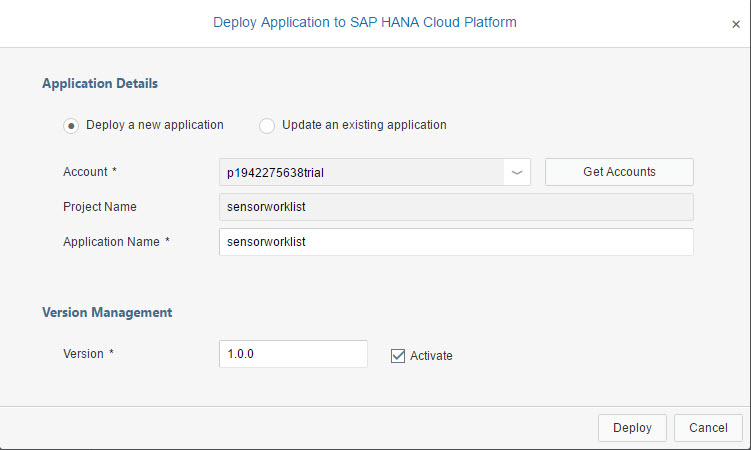 Deploy Application to SAP HANA Cloud Platform ×
Application Details
Deploy a new application Update an existing application
Account * p1942275638trial Get Accounts
Project Name sensorworklist
Application Name * sensorworklist
Version Management
Version * 1.0.0 Activate
Deploy Cancel